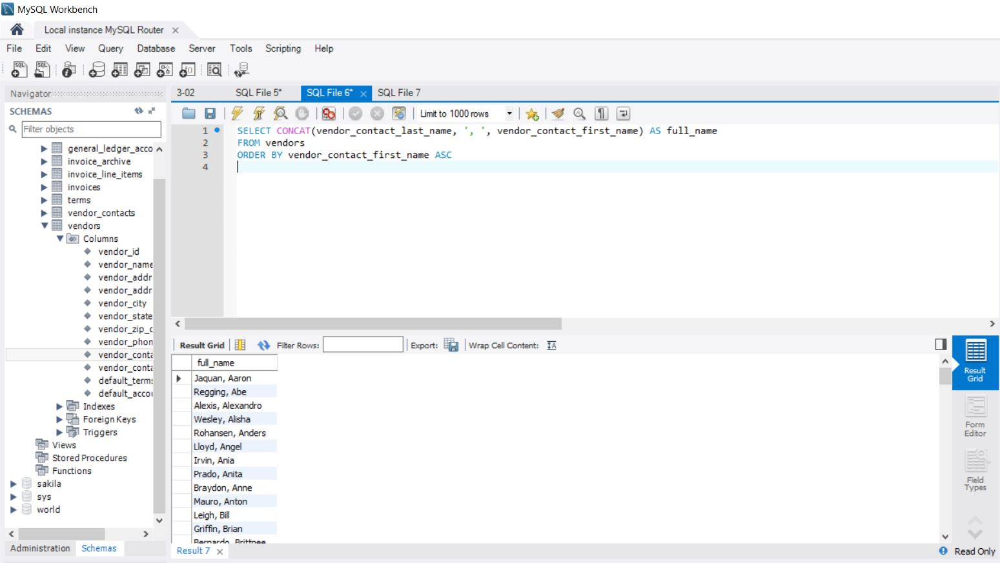 MySQL Workbench
Local instance MySQL Router
File Edit View Query Database Server Tools Scripting Help
Navigator
SCHEMAS
Filter objects
general_ledger_acco
invoice_archive
invoice_line_items
invoices
terms
vendor_contacts
vendors
Columns
vendor_id
vendor_name
vendor_addr
vendor_addr
vendor_city
vendor_state
vendor_zip_c
vendor_phon
vendor_conta
vendor_conta
default_terms
default_accou
Indexes
Foreign Keys
Triggers
Views
Stored Procedures
Functions
sakila
sys
world
Administration Schemas
3-02 SQL File 5* SQL File 6* SQL File 7
Limit to 1000 rows
1 SELECT CONCAT(vendor_contact_last_name, ', ', vendor_contact_first_name) AS full_name
2 FROM vendors
3 ORDER BY vendor_contact_first_name ASC
4
Result Grid Filter Rows: Export: Wrap Cell Content:
full_name
Jaquan, Aaron
Regging, Abe
Alexis, Alexandro
Wesley, Alisha
Rohansen, Anders
Lloyd, Angel
Irvin, Ania
Prado, Anita
Braydon, Anne
Mauro, Anton
Leigh, Bill
Griffin, Brian
Bernardo, Brittnee
Result 7
Result
Grid
Form
Editor
Field
Types
Read Only